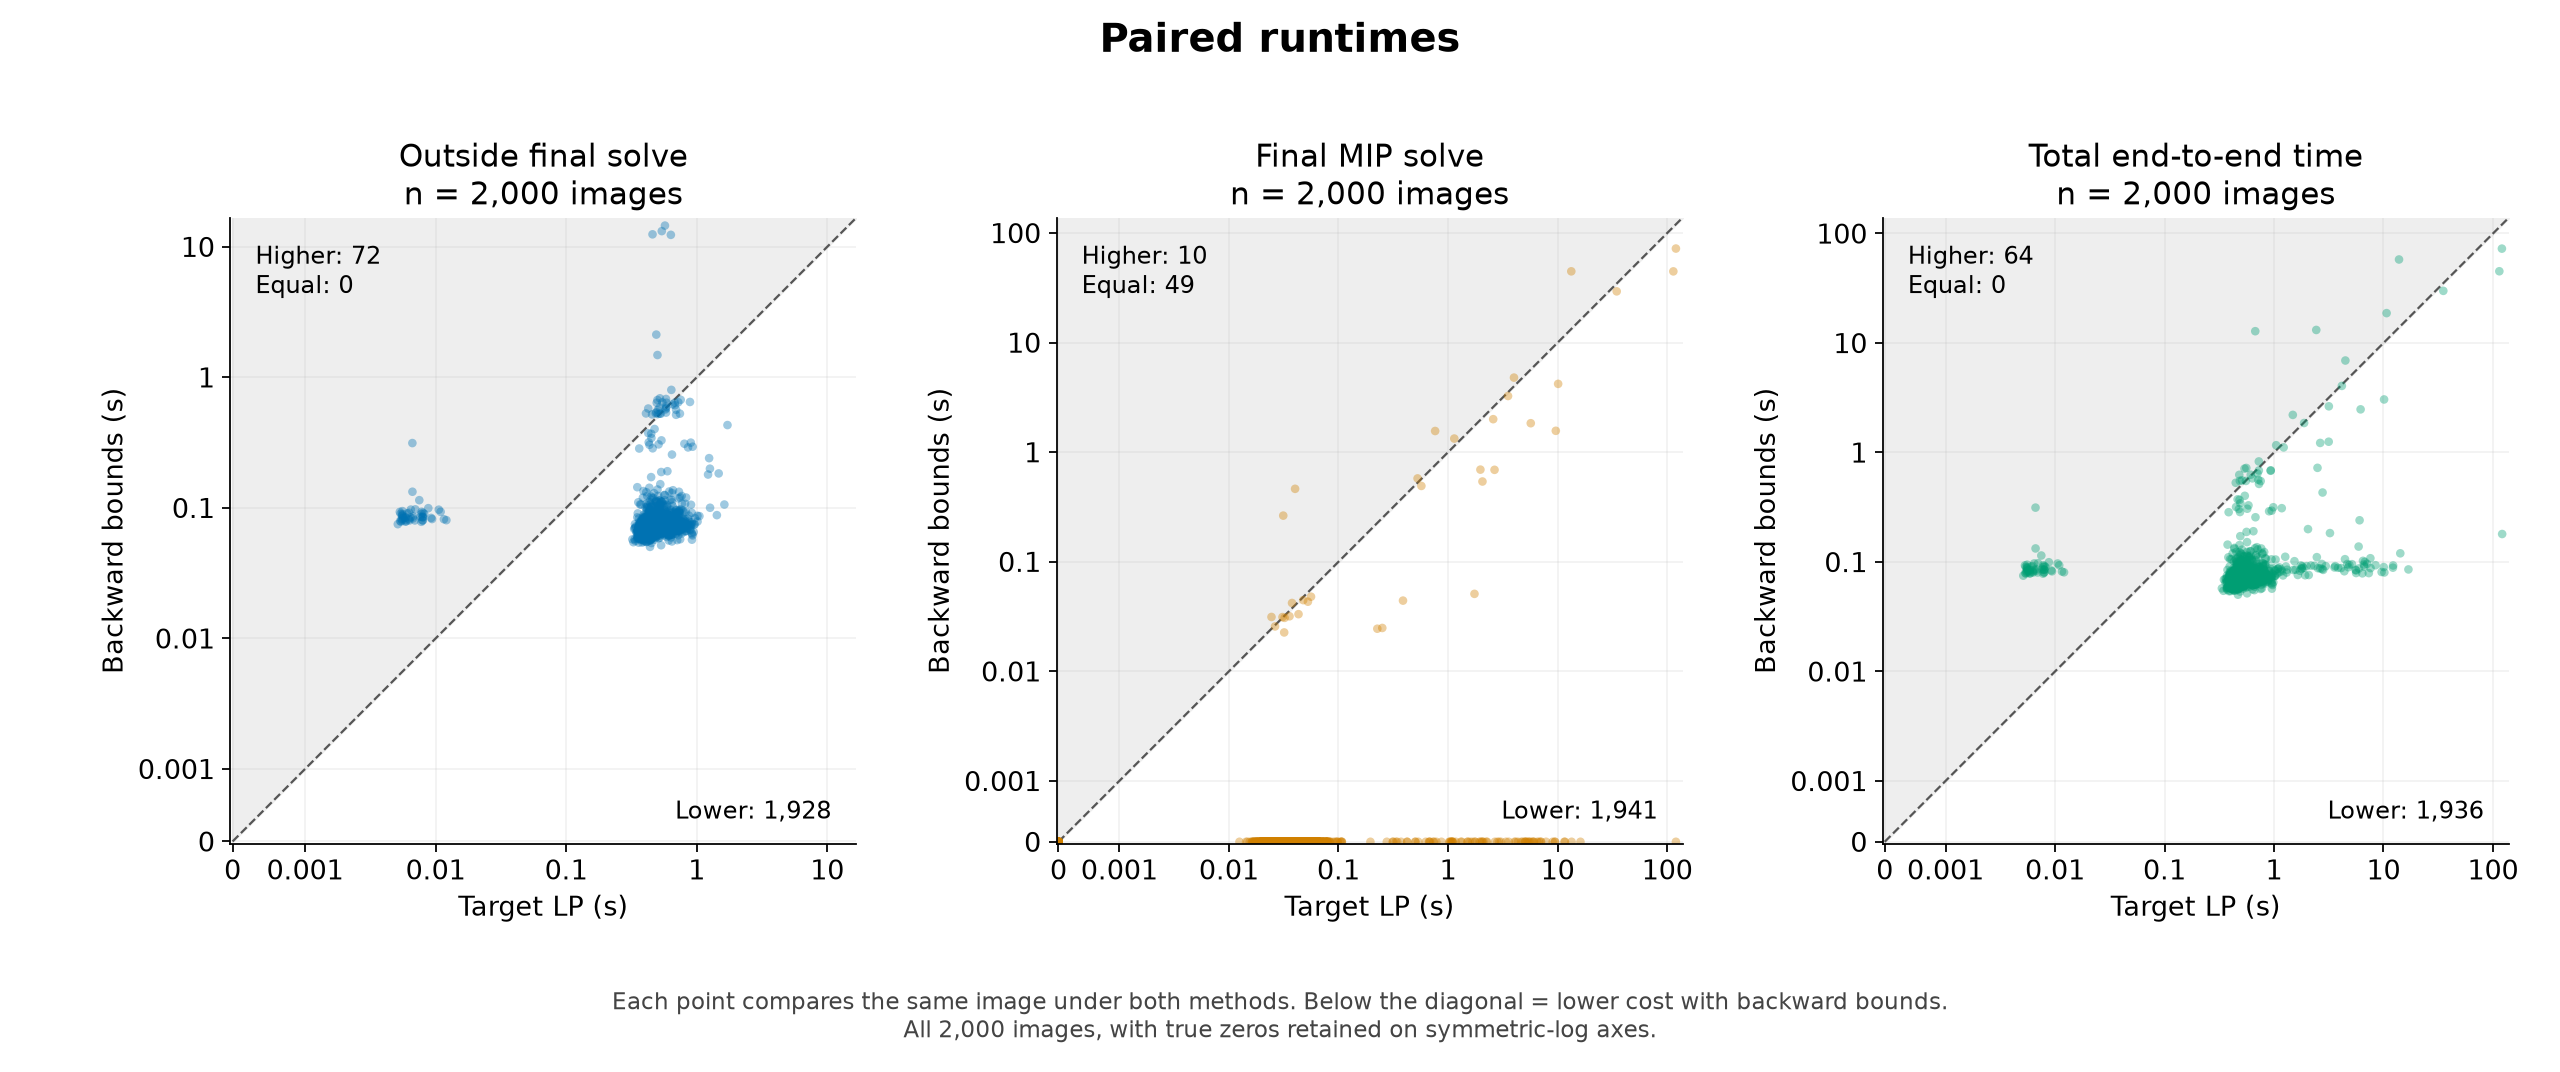 Paired runtimes
Outside final solve
n = 2,000 images
Higher: 72
Equal: 0
Lower: 1,928
10
1
0.1
0.01
0.001
0
0 0.001 0.01 0.1 1 10
Backward bounds (s)
Target LP (s)
Final MIP solve
n = 2,000 images
Higher: 10
Equal: 49
Lower: 1,941
100
10
1
0.1
0.01
0.001
0
0 0.001 0.01 0.1 1 10 100
Backward bounds (s)
Target LP (s)
Total end-to-end time
n = 2,000 images
Higher: 64
Equal: 0
Lower: 1,936
100
10
1
0.1
0.01
0.001
0
0 0.001 0.01 0.1 1 10 100
Backward bounds (s)
Target LP (s)
Each point compares the same image under both methods. Below the diagonal = lower cost with backward bounds.
All 2,000 images, with true zeros retained on symmetric-log axes.